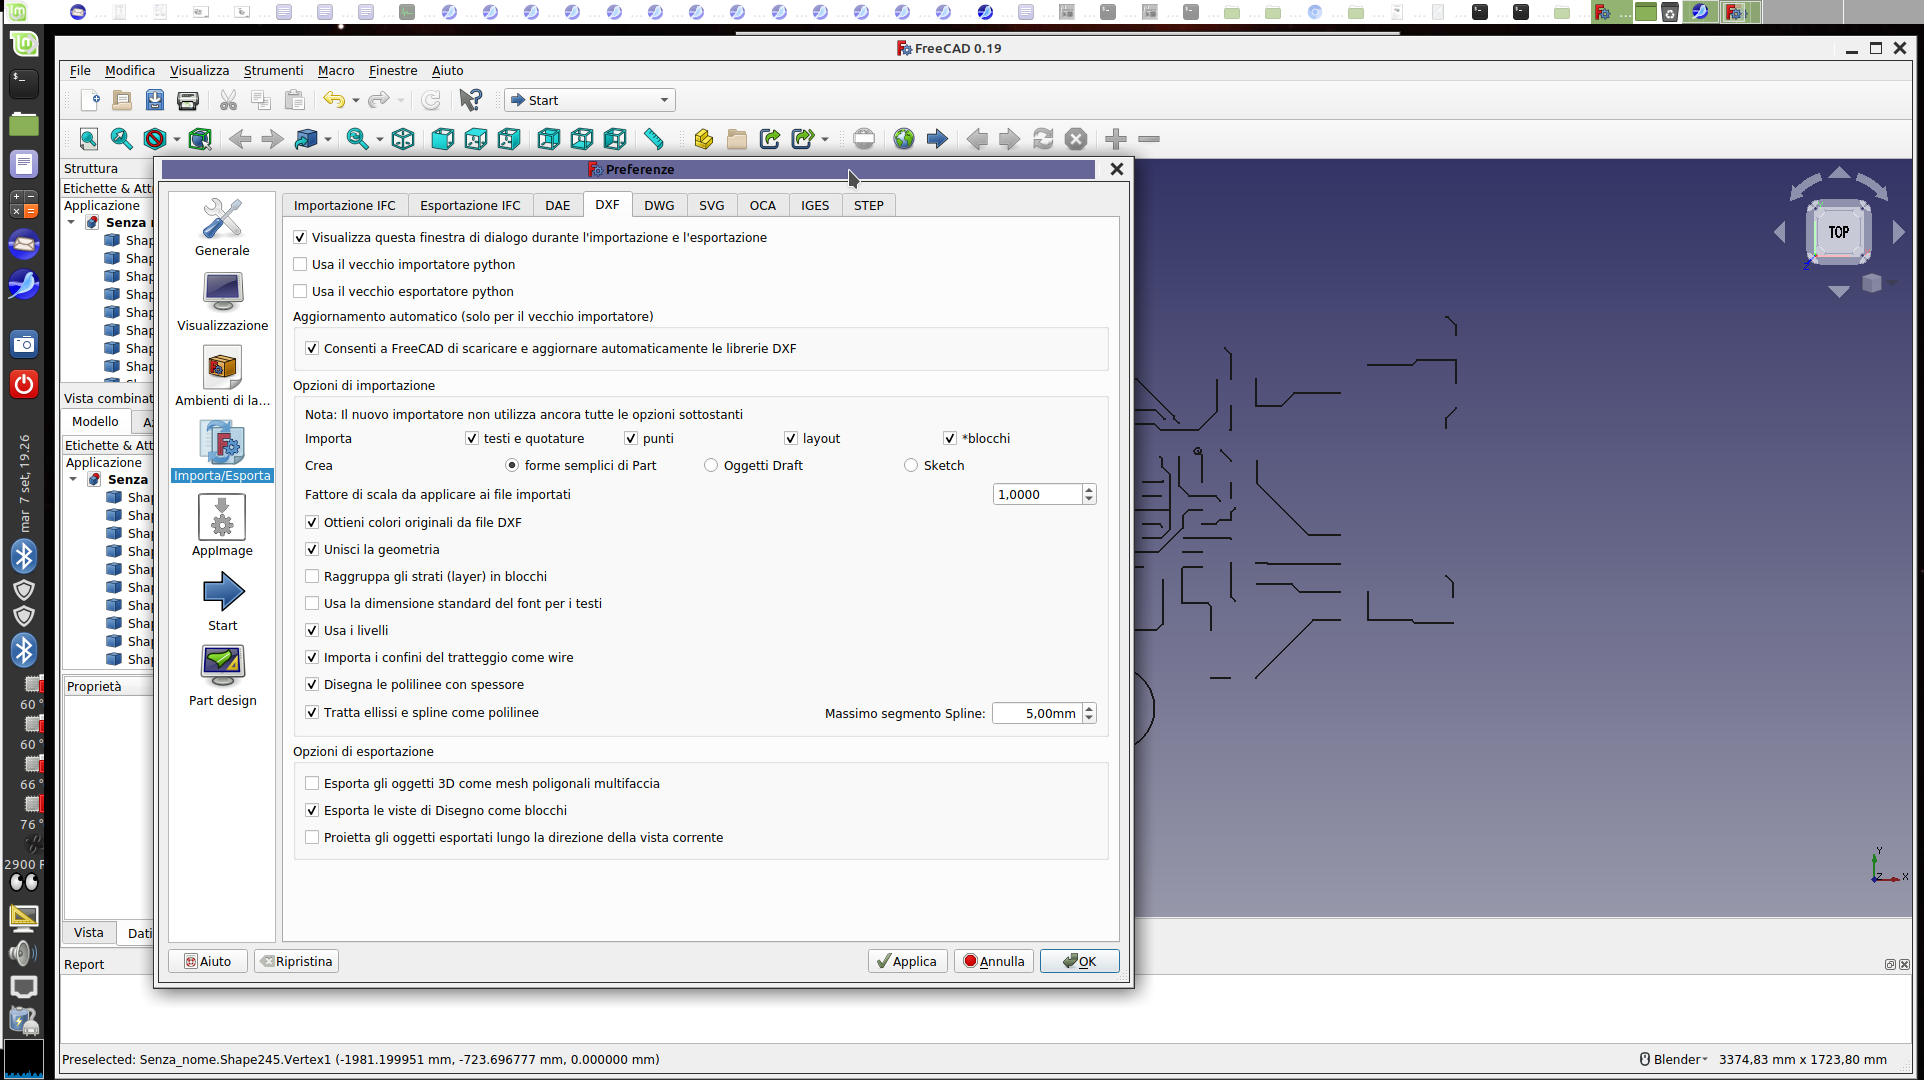 FreeCAD 0.19
File Modifica Visualizza Strumenti Macro Finestre Aiuto
Start
Struttura
Etichette & Att
Applicazione
Senza
Shap
Shap
Shap
Shap
Shap
Shap
Shap
Shap
Vista combinat
Modello
Etichette & Att
Applicazione
Senza
Shap
Shap
Shap
Shap
Shap
Shap
Shap
Shap
Shap
Shap
Proprietà
Vista Dati
Report
Preferenze
Generale
Visualizzazione
Ambienti di la...
Importa/Esporta
AppImage
Start
Part design
Importazione IFC Esportazione IFC DAE DXF DWG SVG OCA IGES STEP
Visualizza questa finestra di dialogo durante l'importazione e l'esportazione
Usa il vecchio importatore python
Usa il vecchio esportatore python
Aggiornamento automatico (solo per il vecchio importatore)
Consenti a FreeCAD di scaricare e aggiornare automaticamente le librerie DXF
Opzioni di importazione
Nota: Il nuovo importatore non utilizza ancora tutte le opzioni sottostanti
Importa testi e quotature punti layout *blocchi
Crea forme semplici di Part Oggetti Draft Sketch
Fattore di scala da applicare ai file importati 1,0000
Ottieni colori originali da file DXF
Unisci la geometria
Raggruppa gli strati (layer) in blocchi
Usa la dimensione standard del font per i testi
Usa i livelli
Importa i confini del tratteggio come wire
Disegna le polilinee con spessore
Tratta ellissi e spline come polilinee Massimo segmento Spline: 5,00mm
Opzioni di esportazione
Esporta gli oggetti 3D come mesh poligonali multifaccia
Esporta le viste di Disegno come blocchi
Proietta gli oggetti esportati lungo la direzione della vista corrente
Aiuto Ripristina Applica Annulla OK
TOP
Z
Y
Z X
mar 7 set, 19.26
60 °
60 °
66 °
76 °
2900 R
Preselected: Senza_nome.Shape245.Vertex1 (-1981.199951 mm, -723.696777 mm, 0.000000 mm)
Blender 3374,83 mm x 1723,80 mm